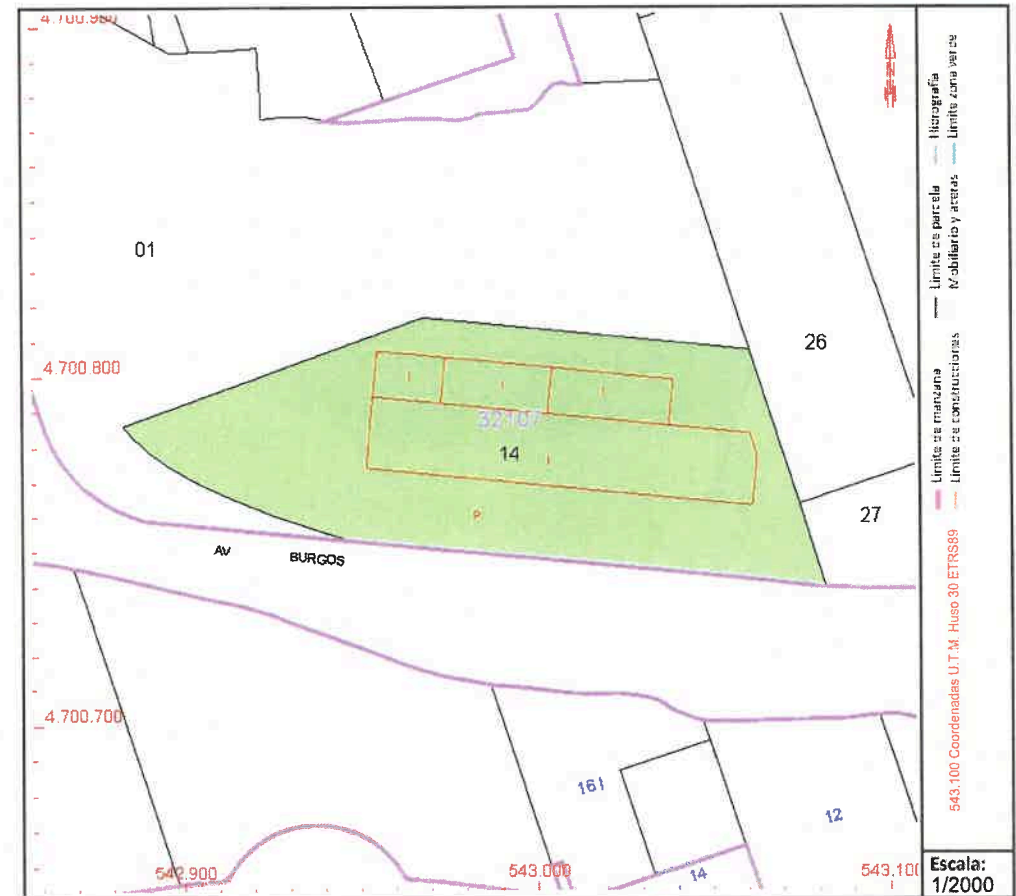 4.700.900
01
26
4.700.800
I
I
I
32107
14
I
27
P
AV
BURGOS
4.700.700
161
12
14
542.900
543.000
543.100
Límite de manzana
Límite de parcela
Hidrografía
Límite de construcciones
Mobiliario y aceras
Límite zona verde
543.100 Coordenadas U.T.M. Huso 30 ETRS89
Escala:
1/2000